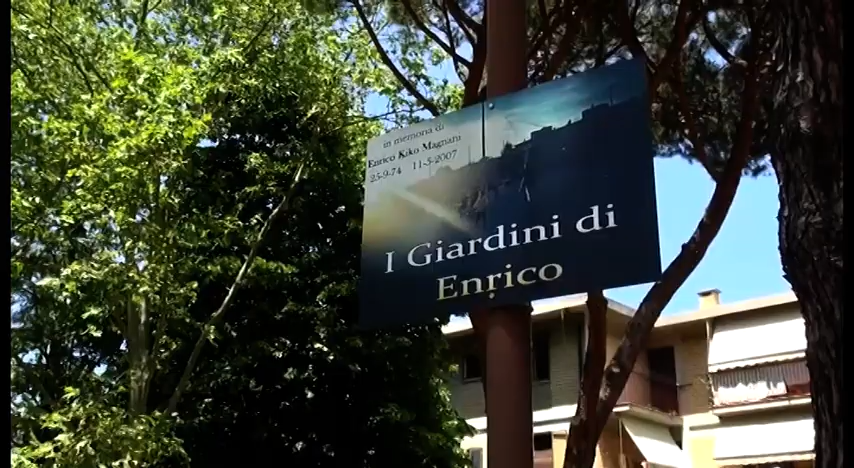 in memoria di
Enrico Kiko Magnani
25-9-74 11-5-2007
I Giardini di
Enrico